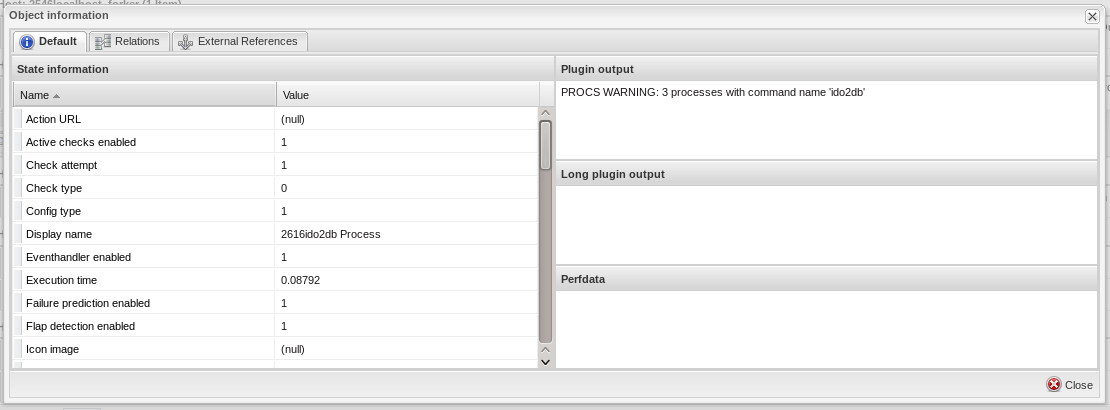 Object information
Default
Relations
External References
State information
Name
Value
Action URL
(null)
Active checks enabled
1
Check attempt
1
Check type
0
Config type
1
Display name
2616ido2db Process
Eventhandler enabled
1
Execution time
0.08792
Failure prediction enabled
1
Flap detection enabled
1
Icon image
(null)
Plugin output
PROCS WARNING: 3 processes with command name 'ido2db'
Long plugin output
Perfdata
Close